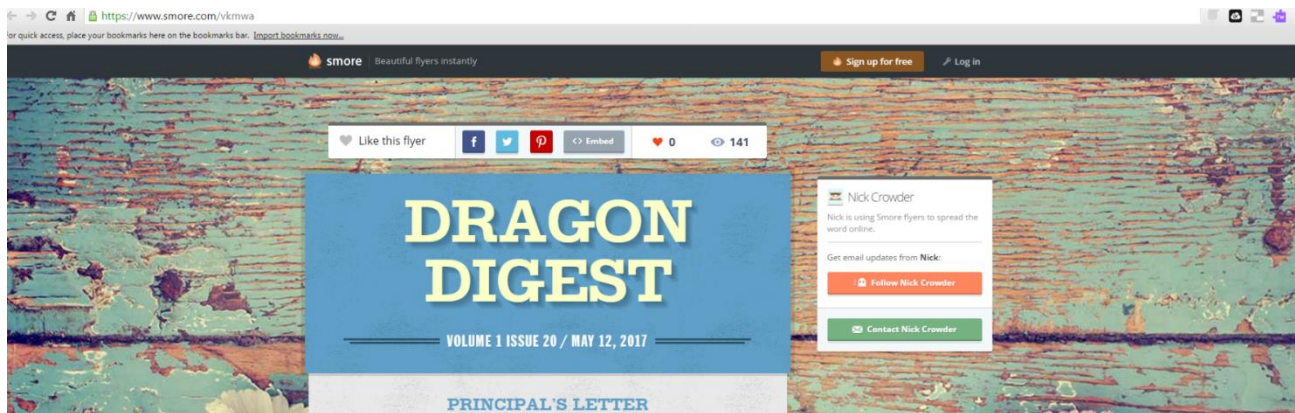 https://www.smore.com/vkmwa
or quick access, place your bookmarks here on the bookmarks bar. Import bookmarks now...
smore Beautiful flyers instantly Sign up for free Log in
Like this flyer f <> Embed 0 141
DRAGON
DIGEST
VOLUME 1 ISSUE 20 / MAY 12, 2017
PRINCIPAL'S LETTER
Nick Crowder
Nick is using Smore flyers to spread the
word online.
Get email updates from Nick:
Follow Nick Crowder
Contact Nick Crowder